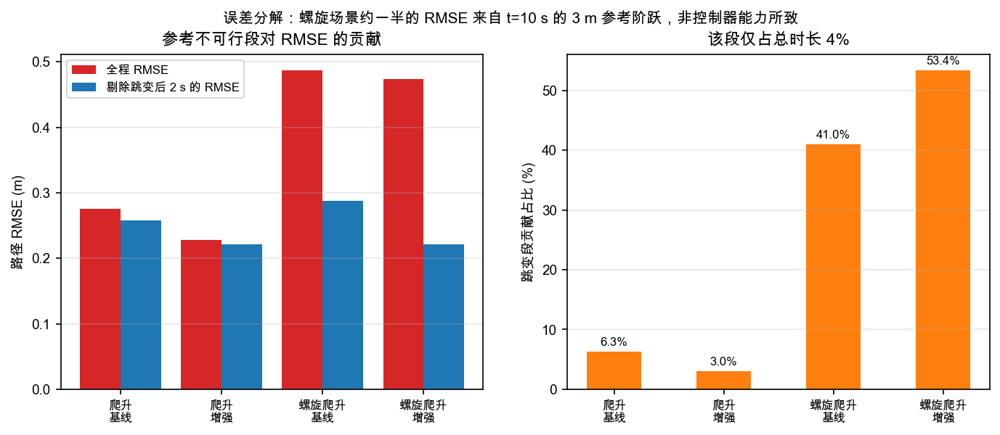 误差分解：螺旋场景约一半的 RMSE 来自 t=10 s 的 3 m 参考阶跃，非控制器能力所致
参考不可行段对 RMSE 的贡献
全程 RMSE
剔除跳变后 2 s 的 RMSE
路径 RMSE (m)
0.5
0.4
0.3
0.2
0.1
0.0
爬升
基线
爬升
增强
螺旋爬升
基线
螺旋爬升
增强
该段仅占总时长 4%
跳变段贡献占比 (%)
50
40
30
20
10
0
6.3%
3.0%
41.0%
53.4%
爬升
基线
爬升
增强
螺旋爬升
基线
螺旋爬升
增强